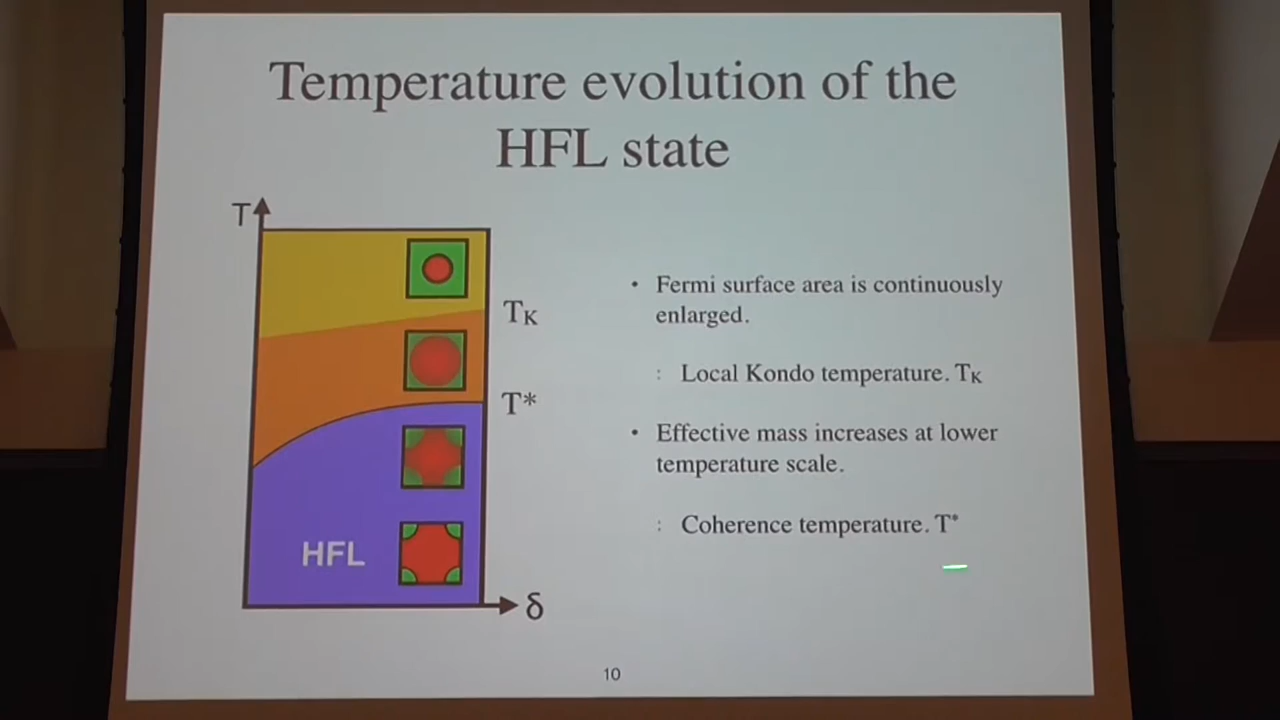 Temperature evolution of the
HFL state
T
TK
T*
HFL
δ
• Fermi surface area is continuously
enlarged.
: Local Kondo temperature. TK
• Effective mass increases at lower
temperature scale.
: Coherence temperature. T*
10